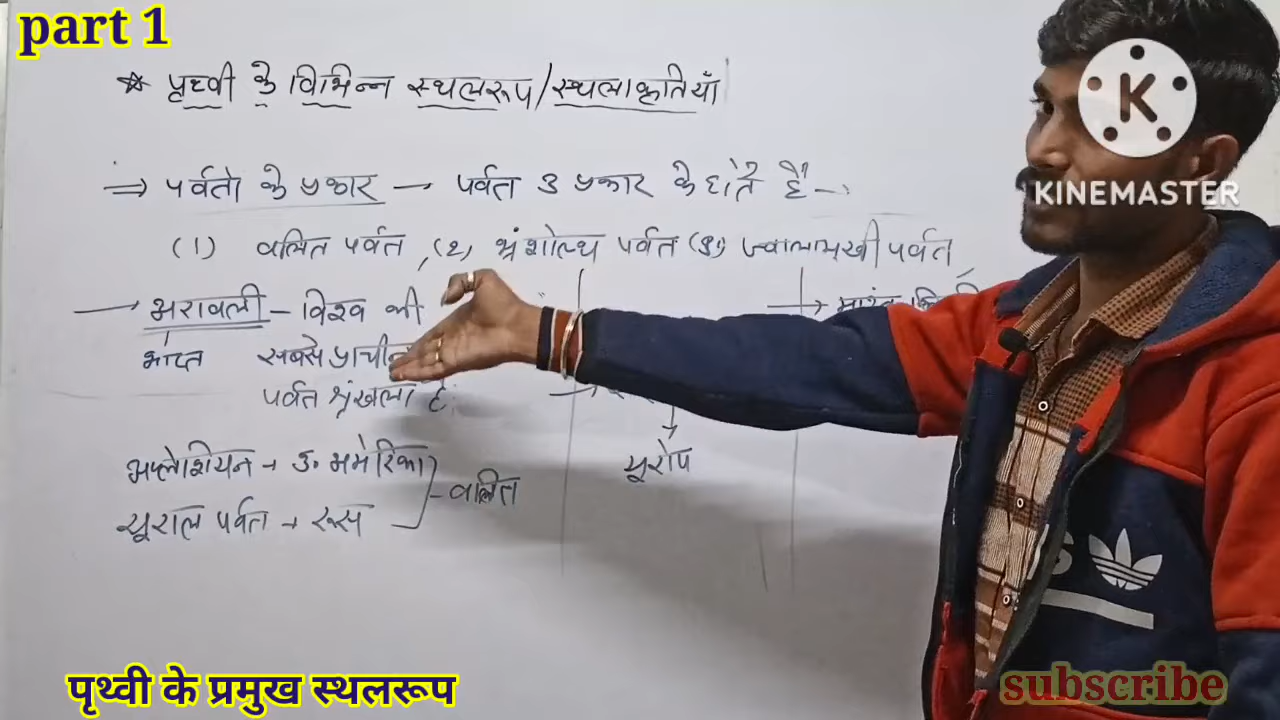 part 1
☆ पृथ्वी के विभिन्न स्थलरूप/स्थलाकृतियाँ
⇒ पर्वतो के प्रकार → पर्वत 3 प्रकार के होते हैं -:
(1) वलित पर्वत, (2) भ्रंशोत्थ पर्वत (3) ज्वालामुखी पर्वत,
→ अरावली - विश्व की
भारत सबसे प्राचीन
पर्वत श्रृंखला है;
अप्लेशियन → उ. अमेरिका
यूराल पर्वत → रूस
- वलित
यूरोप
K
KINEMASTER
पृथ्वी के प्रमुख स्थलरूप
subscribe